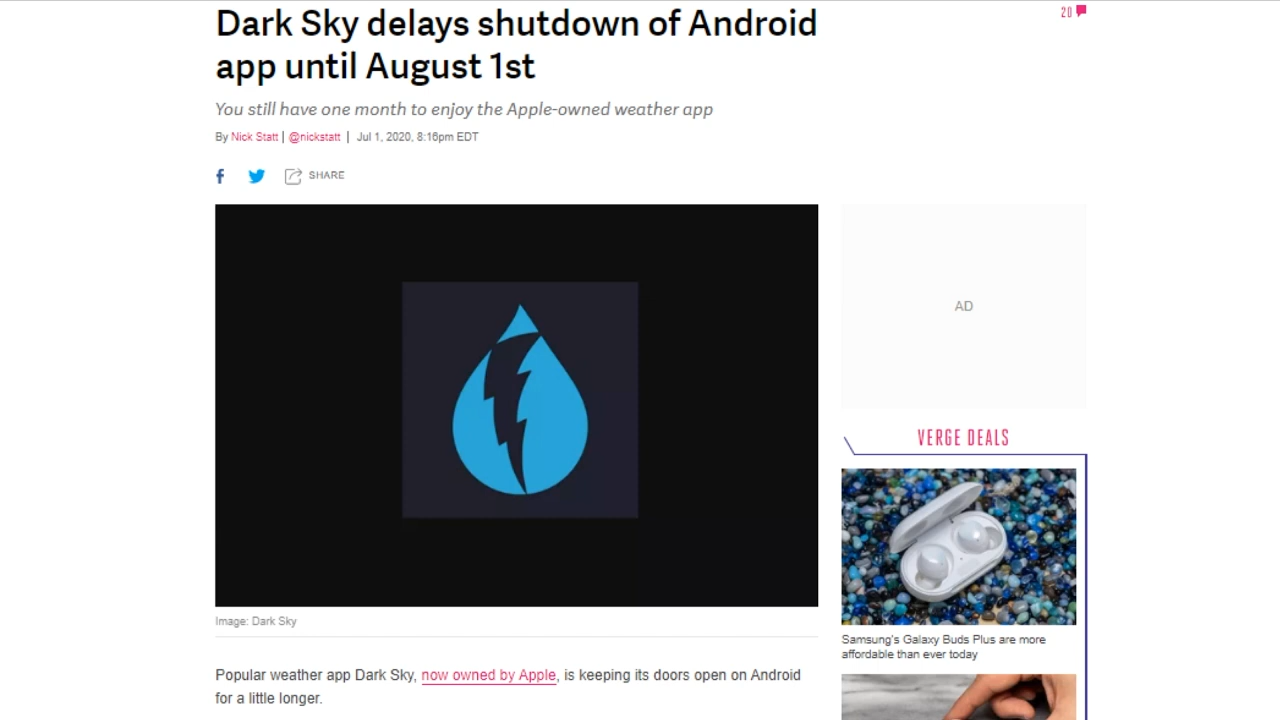 Dark Sky delays shutdown of Android
app until August 1st
20
You still have one month to enjoy the Apple-owned weather app
By Nick Statt | @nickstatt | Jul 1, 2020, 8:16pm EDT
SHARE
AD
VERGE DEALS
Samsung's Galaxy Buds Plus are more
affordable than ever today
Image: Dark Sky
Popular weather app Dark Sky, now owned by Apple, is keeping its doors open on Android
for a little longer.